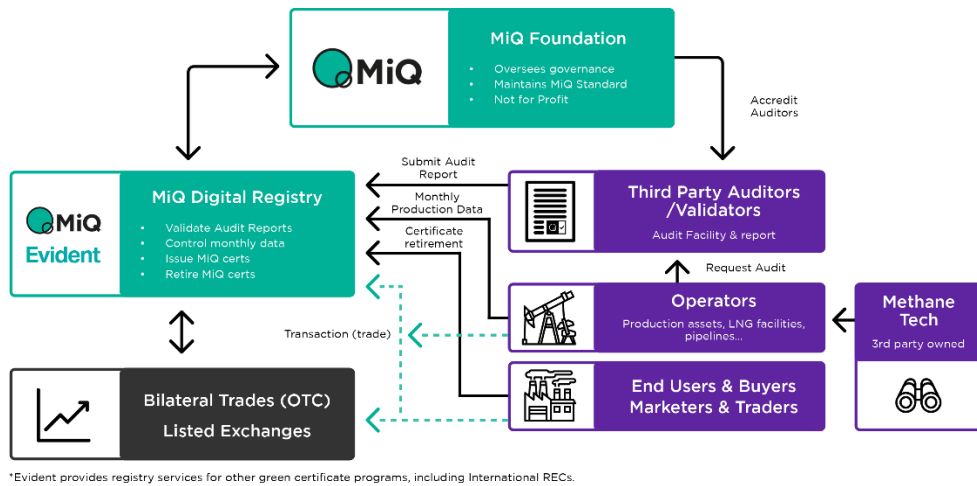 MiQ
MiQ Foundation
• Oversees governance
• Maintains MiQ Standard
• Not for Profit
Accredit
Auditors
MiQ
Evident
MiQ Digital Registry
• Validate Audit Reports
• Control monthly data
• Issue MiQ certs
• Retire MiQ certs
Submit Audit
Report
Monthly
Production Data
Certificate
retirement
Third Party Auditors
/Validators
Audit Facility & report
Request Audit
Operators
Production assets, LNG facilities,
pipelines...
Methane
Tech
3rd party owned
Transaction (trade)
Bilateral Trades (OTC)
Listed Exchanges
End Users & Buyers
Marketers & Traders
*Evident provides registry services for other green certificate programs, including International RECs.